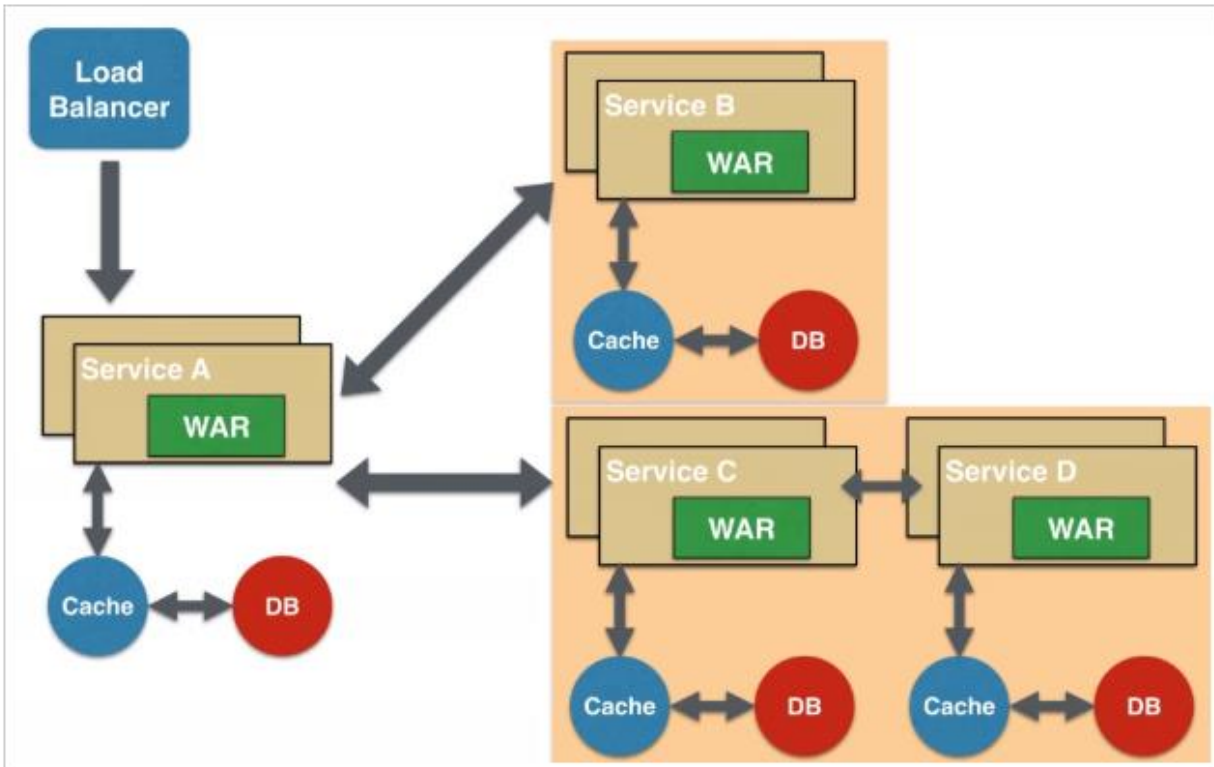 Load
Balancer
Service B
WAR
Cache
DB
Service A
WAR
Cache
DB
Service C
WAR
Service D
WAR
Cache
DB
Cache
DB